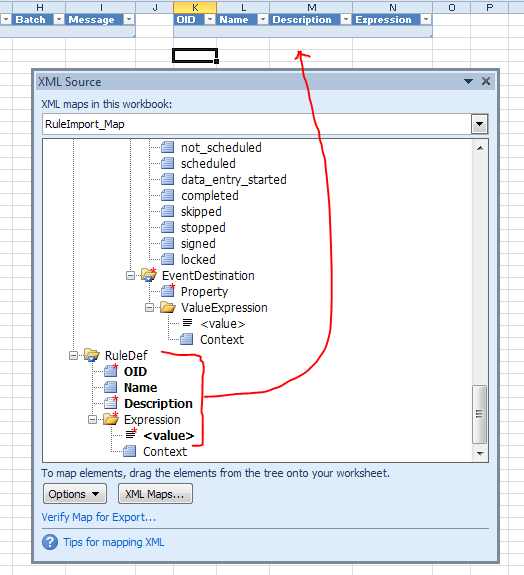 H I J K L M N O P
Batch Message OID Name Description Expression
XML Source
XML maps in this workbook:
RuleImport_Map
not_scheduled
scheduled
data_entry_started
completed
skipped
stopped
signed
locked
EventDestination
Property
ValueExpression
<value>
Context
RuleDef
OID
Name
Description
Expression
<value>
Context
To map elements, drag the elements from the tree onto your worksheet.
Options XML Maps...
Verify Map for Export...
Tips for mapping XML